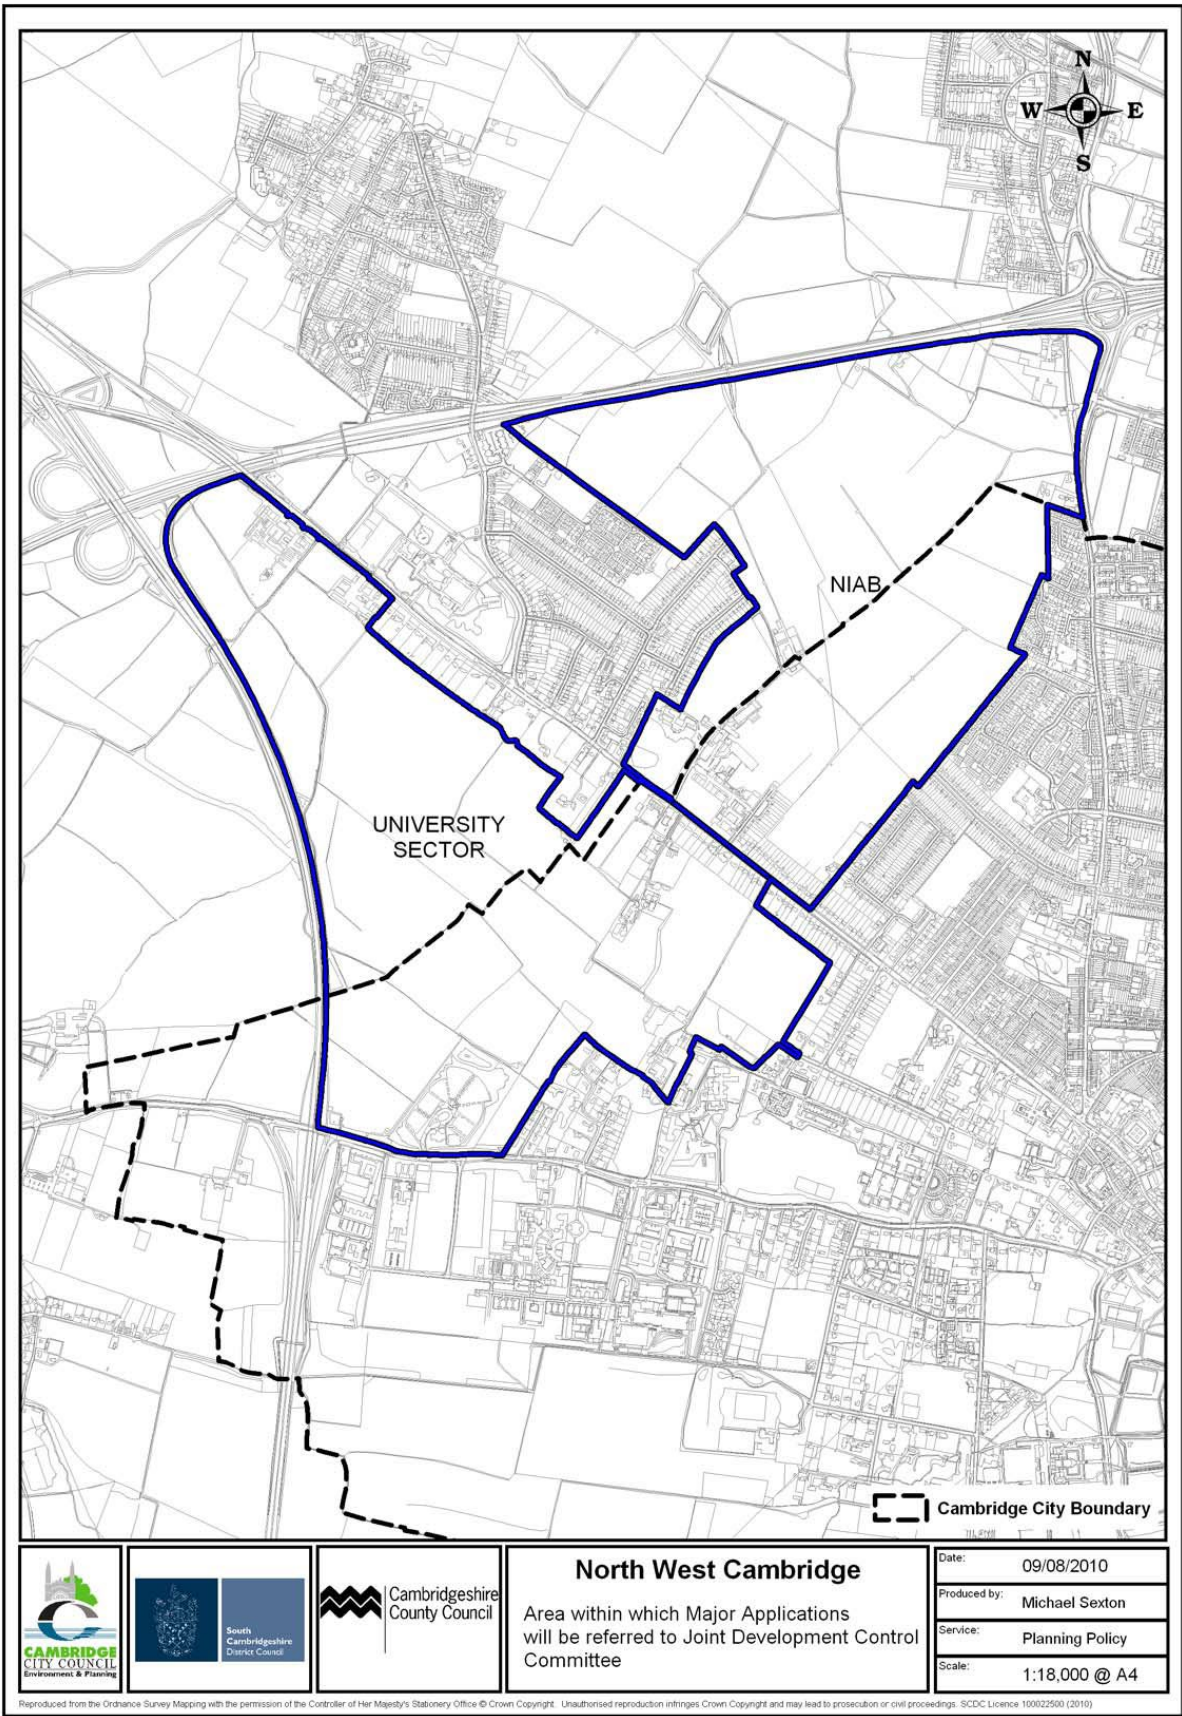 N
W E
S
NIAB
UNIVERSITY
SECTOR
Cambridge City Boundary
CAMBRIDGE
CITY COUNCIL
Environment & Planning
South
Cambridgeshire
District Council
Cambridgeshire
County Council
North West Cambridge
Area within which Major Applications
will be referred to Joint Development Control
Committee
Date: 09/08/2010
Produced by: Michael Sexton
Service: Planning Policy
Scale: 1:18,000 @ A4
Reproduced from the Ordnance Survey Mapping with the permission of the Controller of Her Majesty's Stationery Office © Crown Copyright. Unauthorised reproduction infringes Crown Copyright and may lead to prosecution or civil proceedings. SCDC Licence 100022500 (2010)